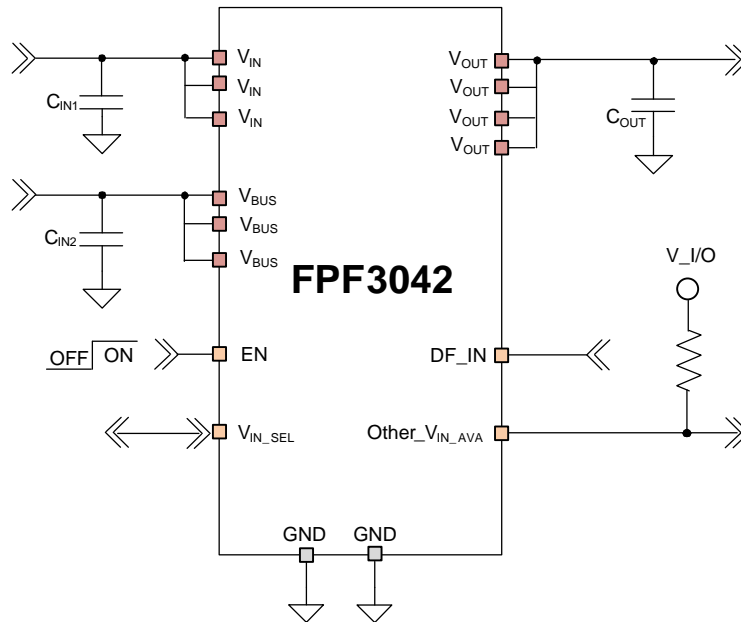 VIN
VIN
VIN
CIN1
VOUT
VOUT
VOUT
VOUT
COUT
VBUS
VBUS
VBUS
CIN2
FPF3042
V_I/O
OFF ON
EN
DF_IN
VIN_SEL
Other_VIN_AVA
GND GND